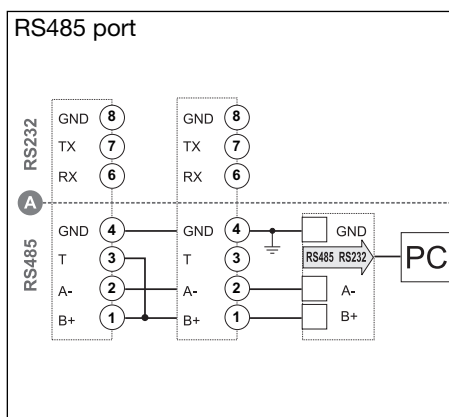 RS485 port
RS232
GND 8 GND 8
TX 7 TX 7
RX 6 RX 6
A
RS485
GND 4 GND 4 GND
T 3 T 3 RS485 RS232 PC
A- 2 A- 2 A-
B+ 1 B+ 1 B+